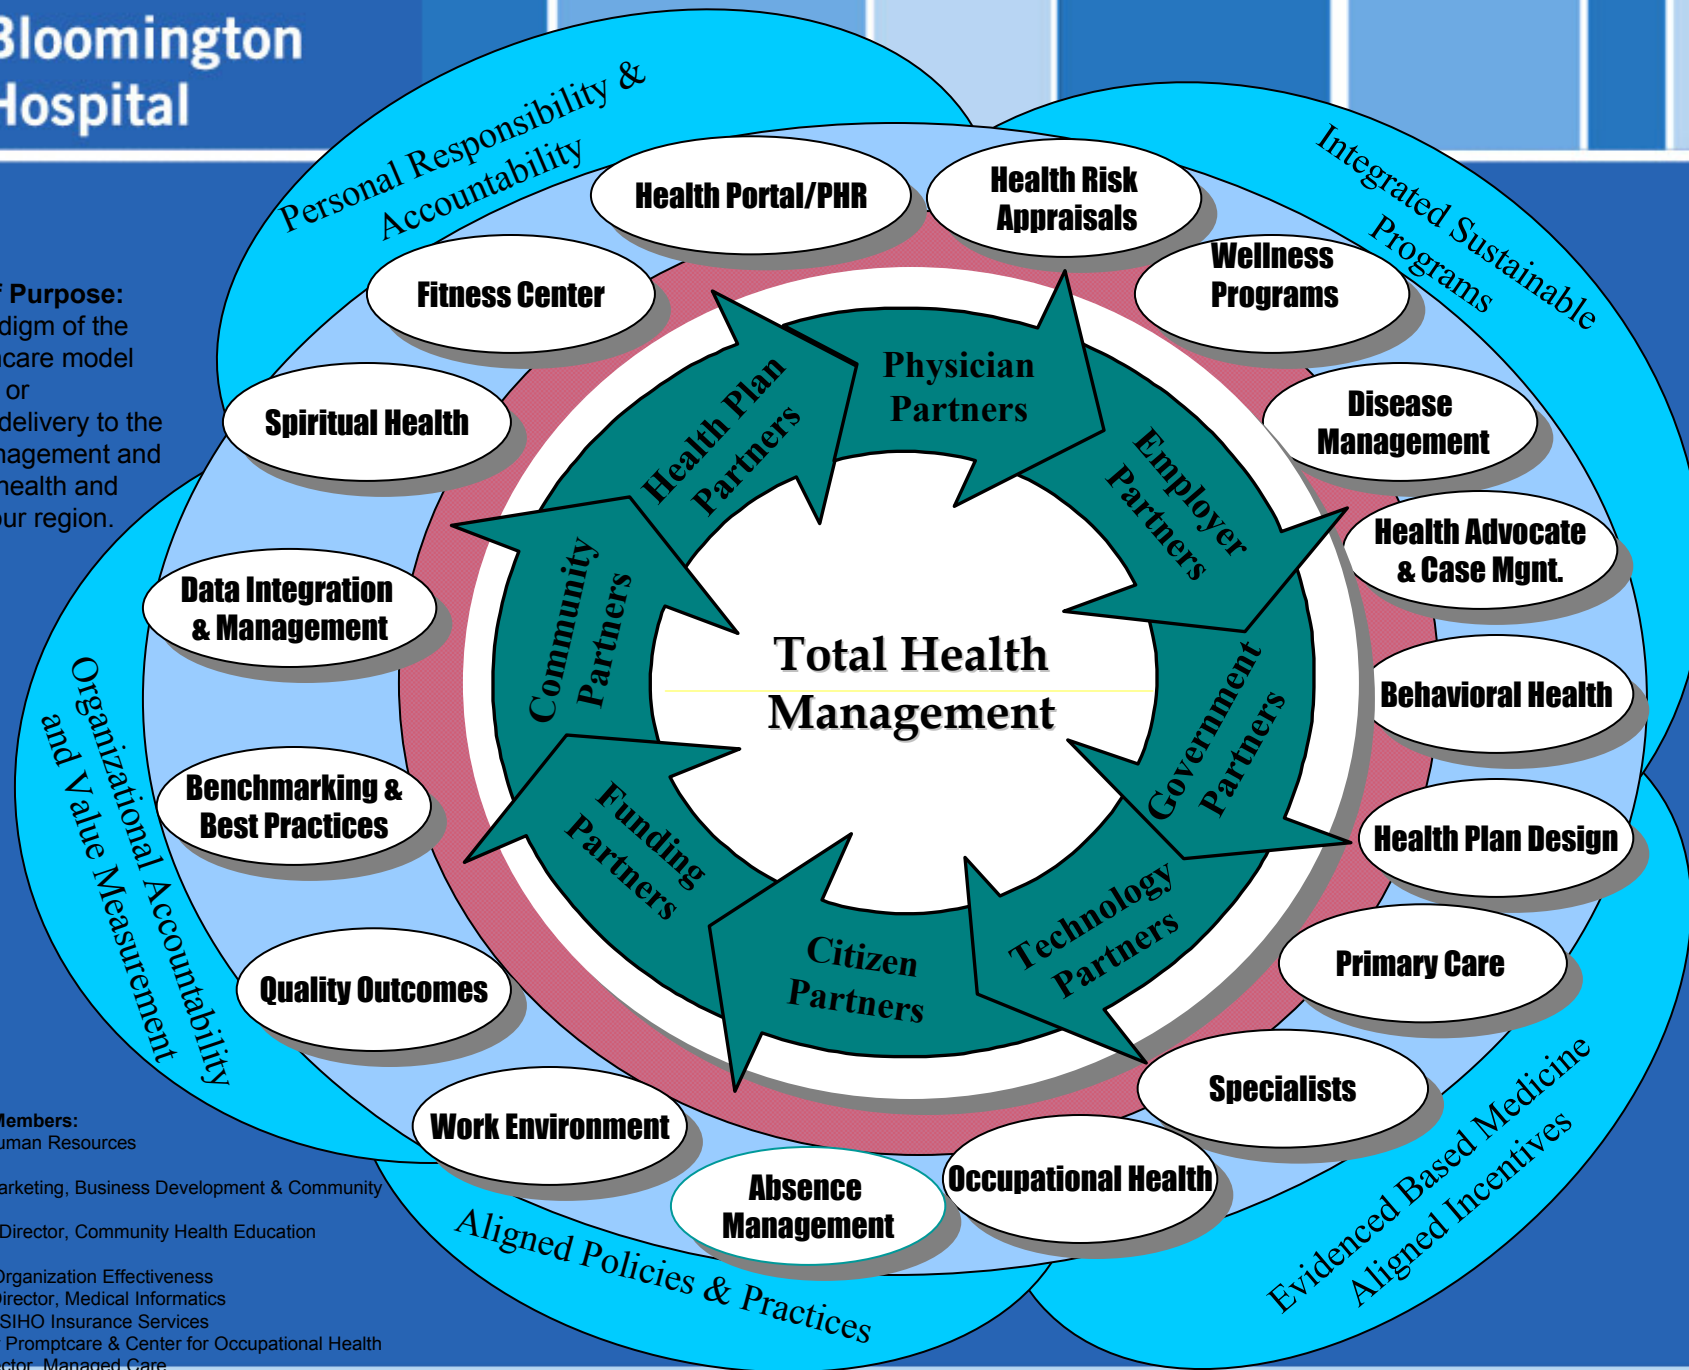 Bloomington
Hospital
Purpose:
digm of the
care model
or
delivery to the
nagement and
health and
our region.
Members:
uman Resources
arketing, Business Development & Community
Director, Community Health Education
Organization Effectiveness
Director, Medical Informatics
SIHO Insurance Services
Promptcare & Center for Occupational Health
ector, Managed Care
Personal Responsibility &
Accountability
Integrated Sustainable
Programs
Evidenced Based Medicine
Aligned Incentives
Aligned Policies & Practices
Organizational Accountability
and Value Measurement
Health Portal/PHR
Health Risk
Appraisals
Wellness
Programs
Disease
Management
Health Advocate
& Case Mgnt.
Behavioral Health
Health Plan Design
Primary Care
Specialists
Occupational Health
Absence
Management
Work Environment
Quality Outcomes
Benchmarking &
Best Practices
Data Integration
& Management
Spiritual Health
Fitness Center
Physician
Partners
Employer
Partners
Government
Partners
Technology
Partners
Citizen
Partners
Funding
Partners
Community
Partners
Health Plan
Partners
Total Health
Management